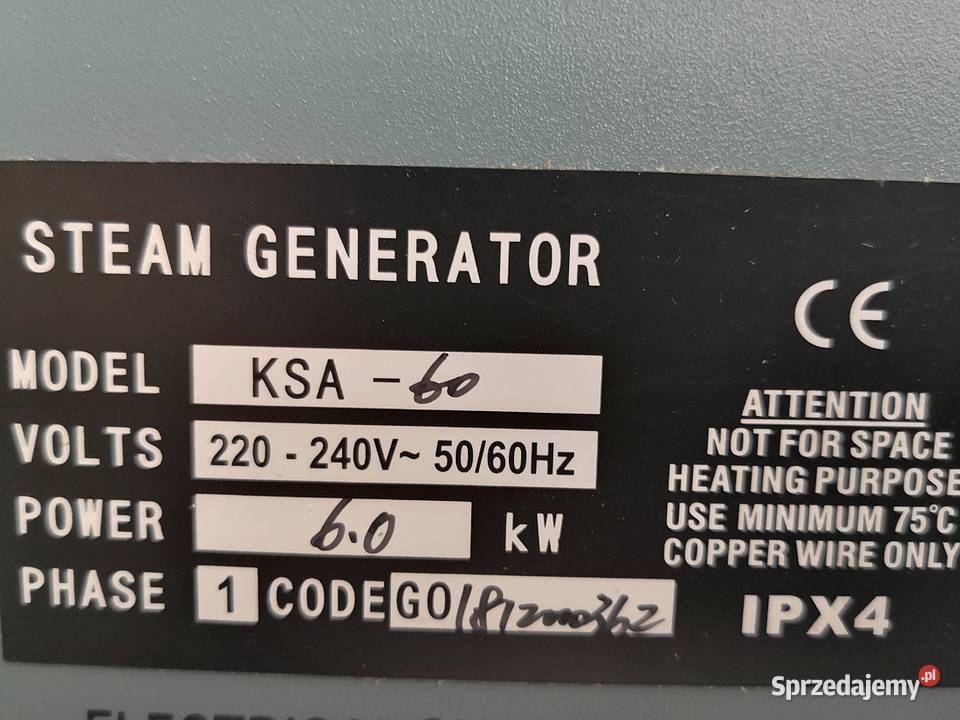 STEAM GENERATOR
CE
MODEL KSA -60
VOLTS 220 - 240V~ 50/60Hz
POWER 6.0 kW
PHASE 1 CODE
ATTENTION
NOT FOR SPACE
HEATING PURPOSE
USE MINIMUM 75°C
COPPER WIRE ONLY
IPX4
Sprzedajemy.pl